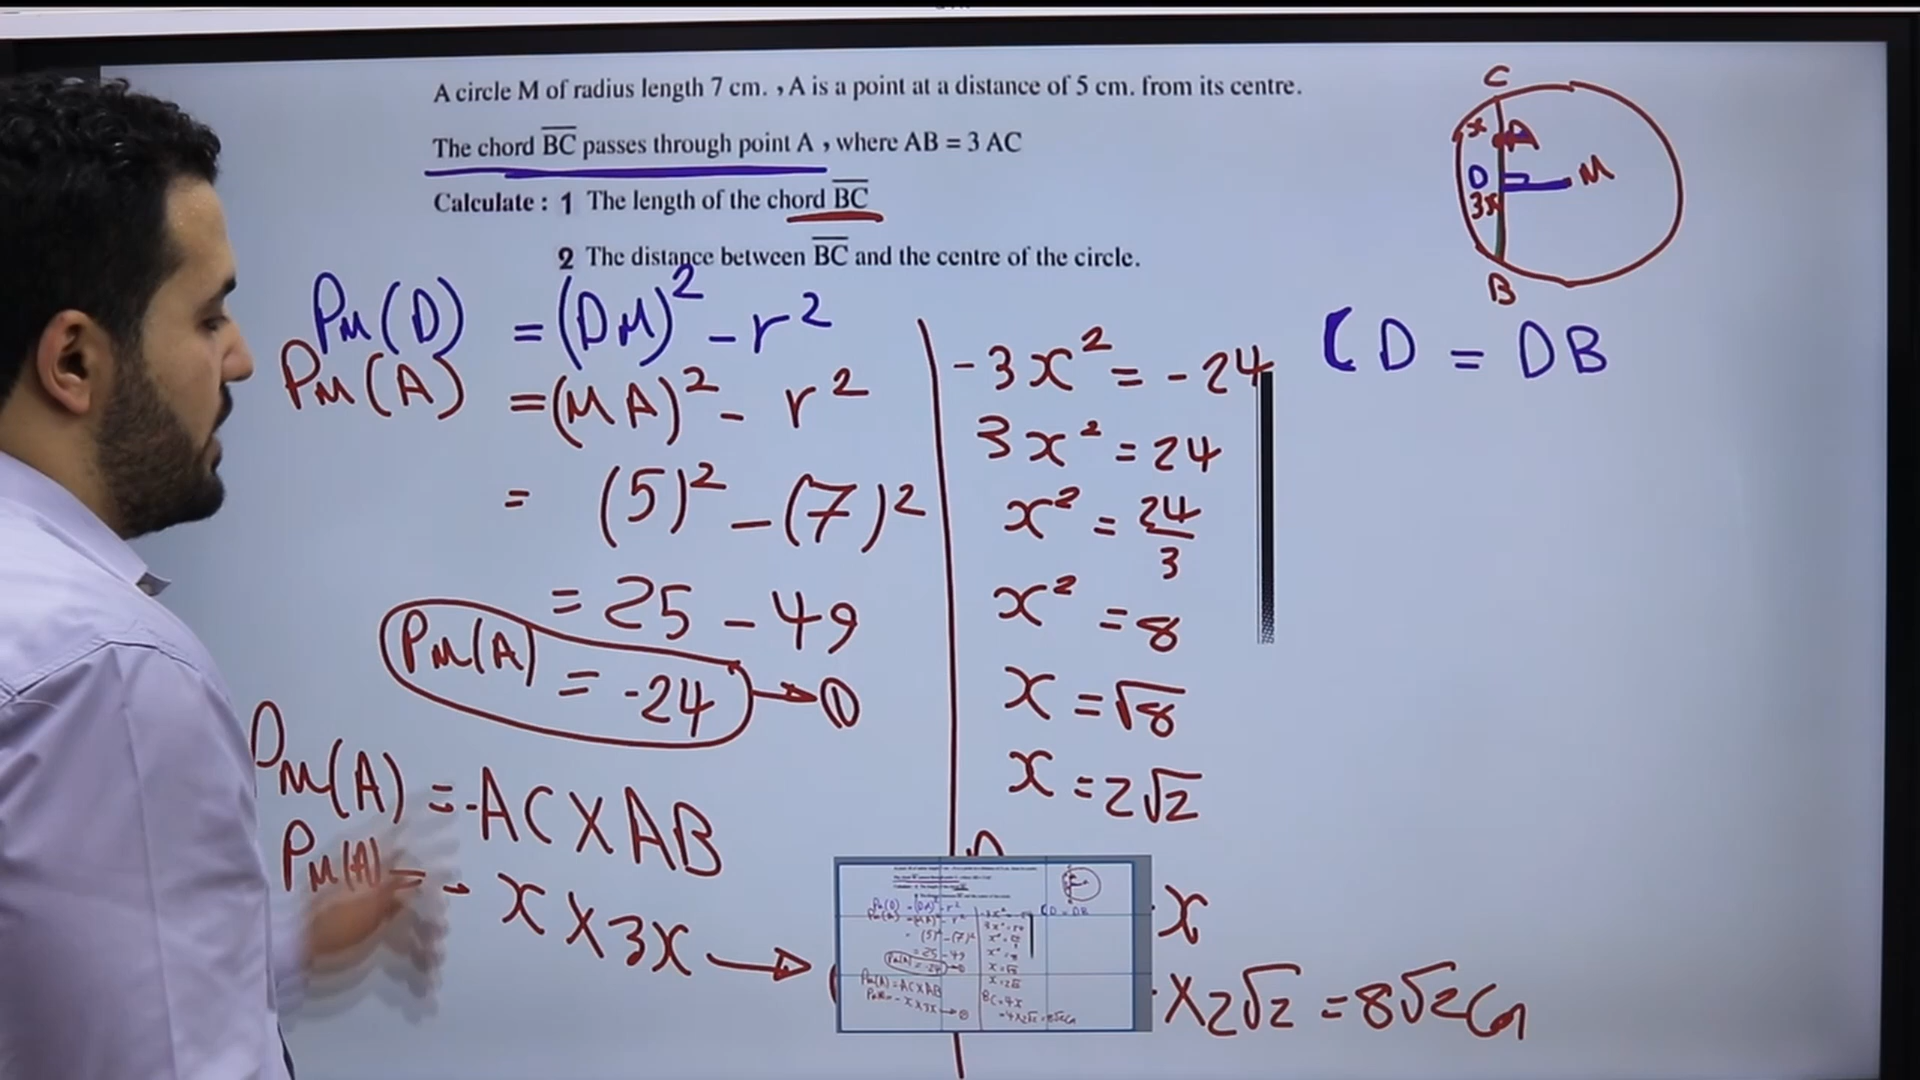 A circle M of radius length 7 cm. , A is a point at a distance of 5 cm. from its centre.
The chord BC passes through point A , where AB = 3 AC
Calculate : 1 The length of the chord BC
2 The distance between BC and the centre of the circle.
C
x
A
D
M
3x
B
PM(D) = (DM)² - r²
PM(A) = (MA)² - r²
= (5)² - (7)²
= 25 - 49
PM(A) = -24 → ①
PM(A) = -AC X AB
PM(A) = - x X 3x →
-3x² = -24
3x² = 24
x² = 24/3
x² = 8
x = √8
x = 2√2
x
X 2√2 = 8√2 Cm
CD = DB